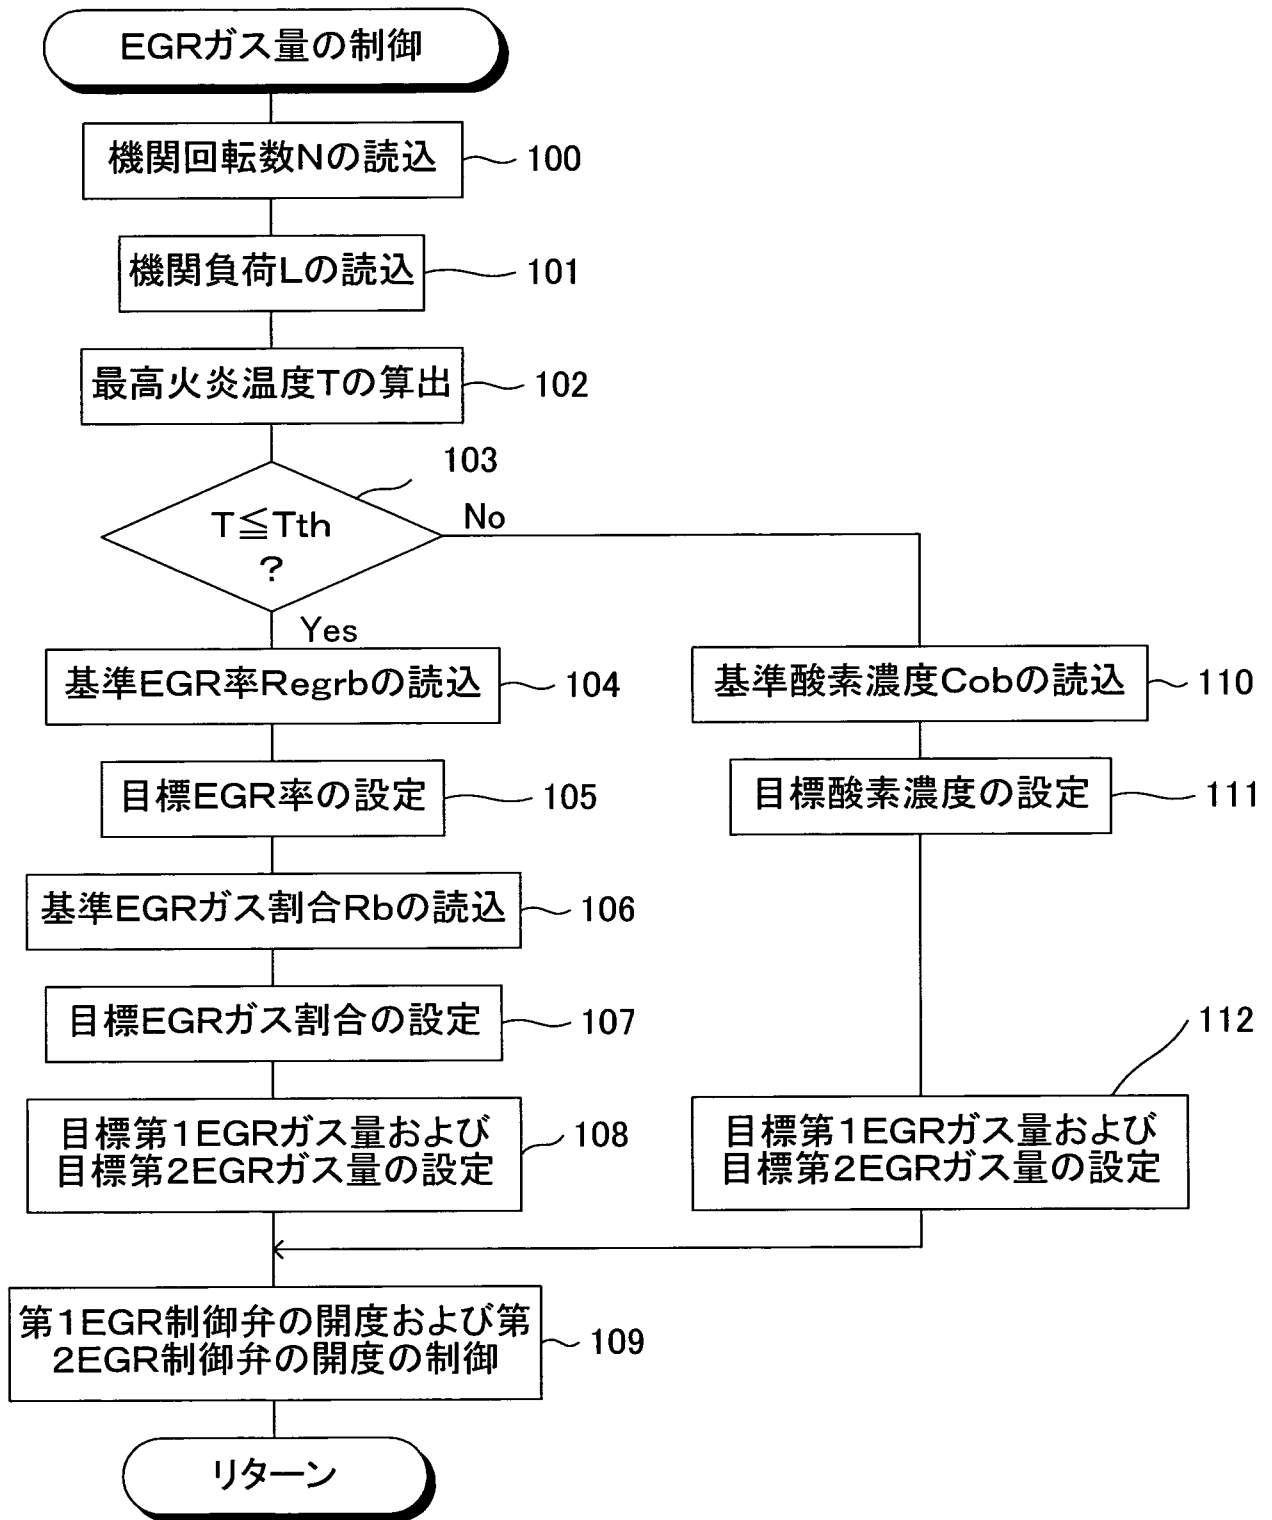 EGRガス量の制御
機関回転数Nの読込
100
機関負荷Lの読込
101
最高火炎温度Tの算出
102
103
T≦Tth
?
No
Yes
基準EGR率Regrbの読込
104
基準酸素濃度Cobの読込
110
目標EGR率の設定
105
目標酸素濃度の設定
111
基準EGRガス割合Rbの読込
106
目標EGRガス割合の設定
107
112
目標第1EGRガス量および
目標第2EGRガス量の設定
108
目標第1EGRガス量および
目標第2EGRガス量の設定
第1EGR制御弁の開度および第
2EGR制御弁の開度の制御
109
リターン